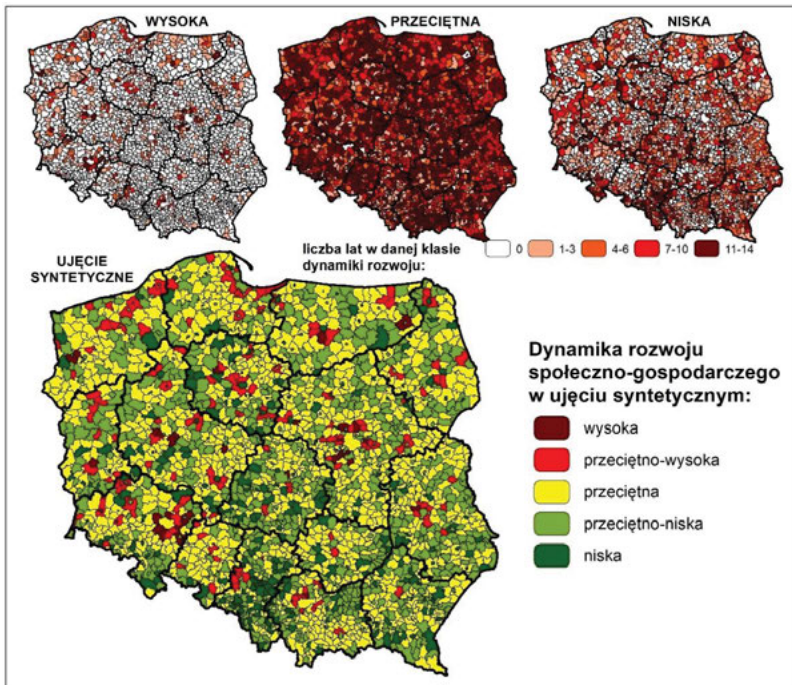 WYSOKA
PRZECIĘTNA
NISKA
liczba lat w danej klasie
dynamiki rozwoju:
0
1-3
4-6
7-10
11-14
UJĘCIE
SYNTETYCZNE
Dynamika rozwoju
społeczno-gospodarczego
w ujęciu syntetycznym:
wysoka
przeciętno-wysoka
przeciętna
przeciętno-niska
niska